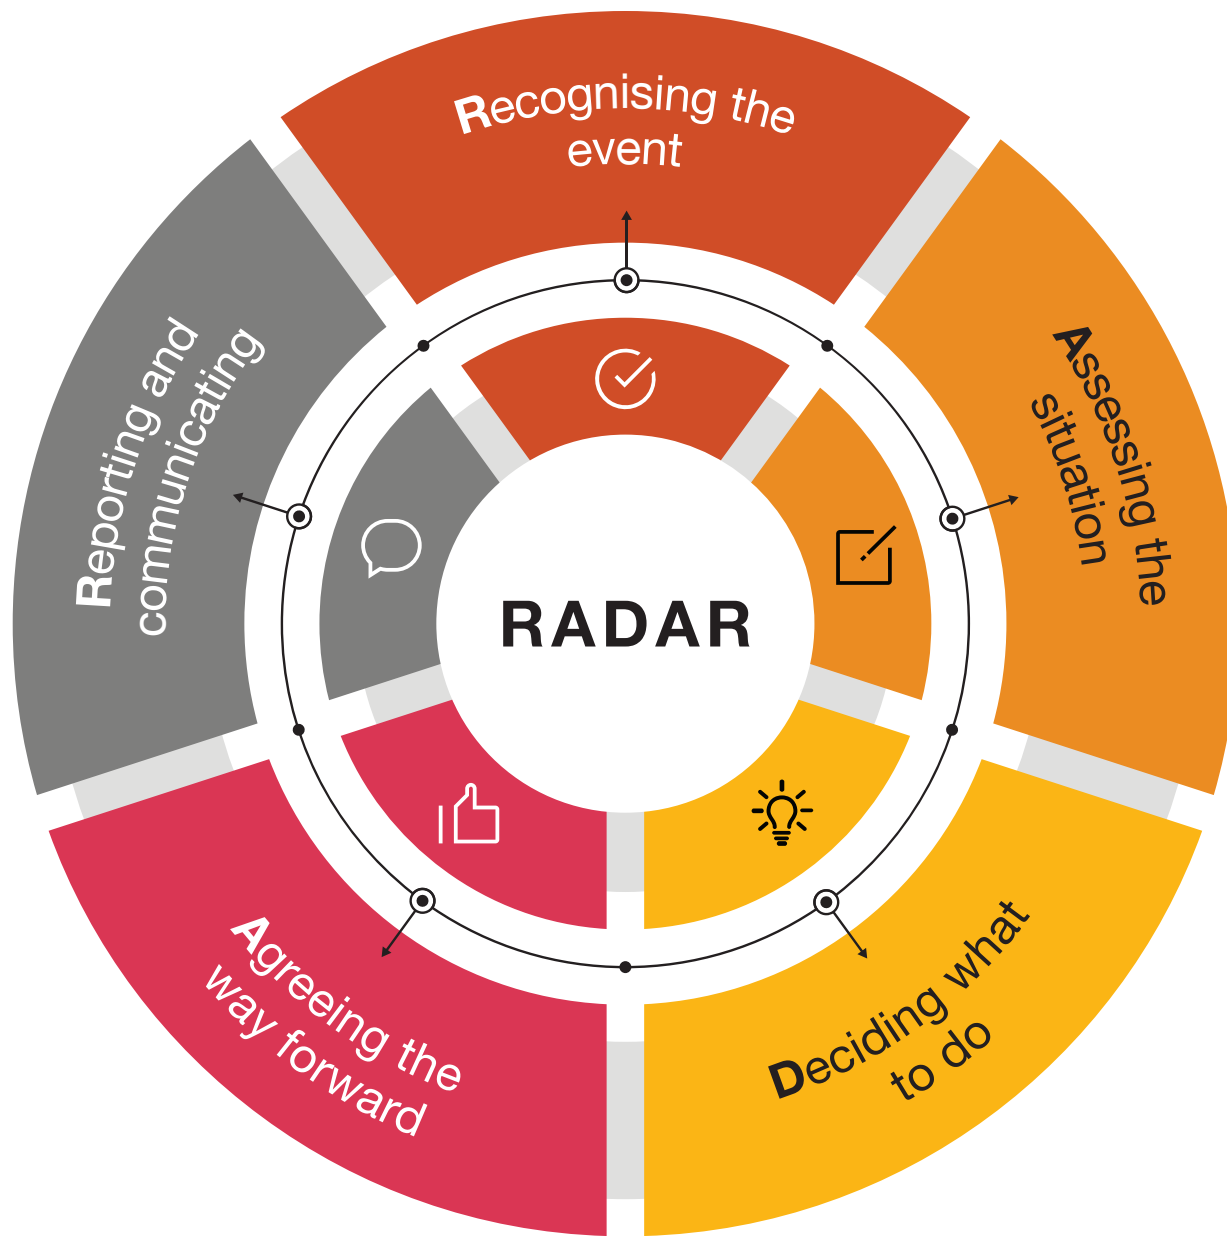 Recognising the
event
Assessing the
situation
Deciding what
to do
Agreeing the
way forward
Reporting and
communicating
RADAR